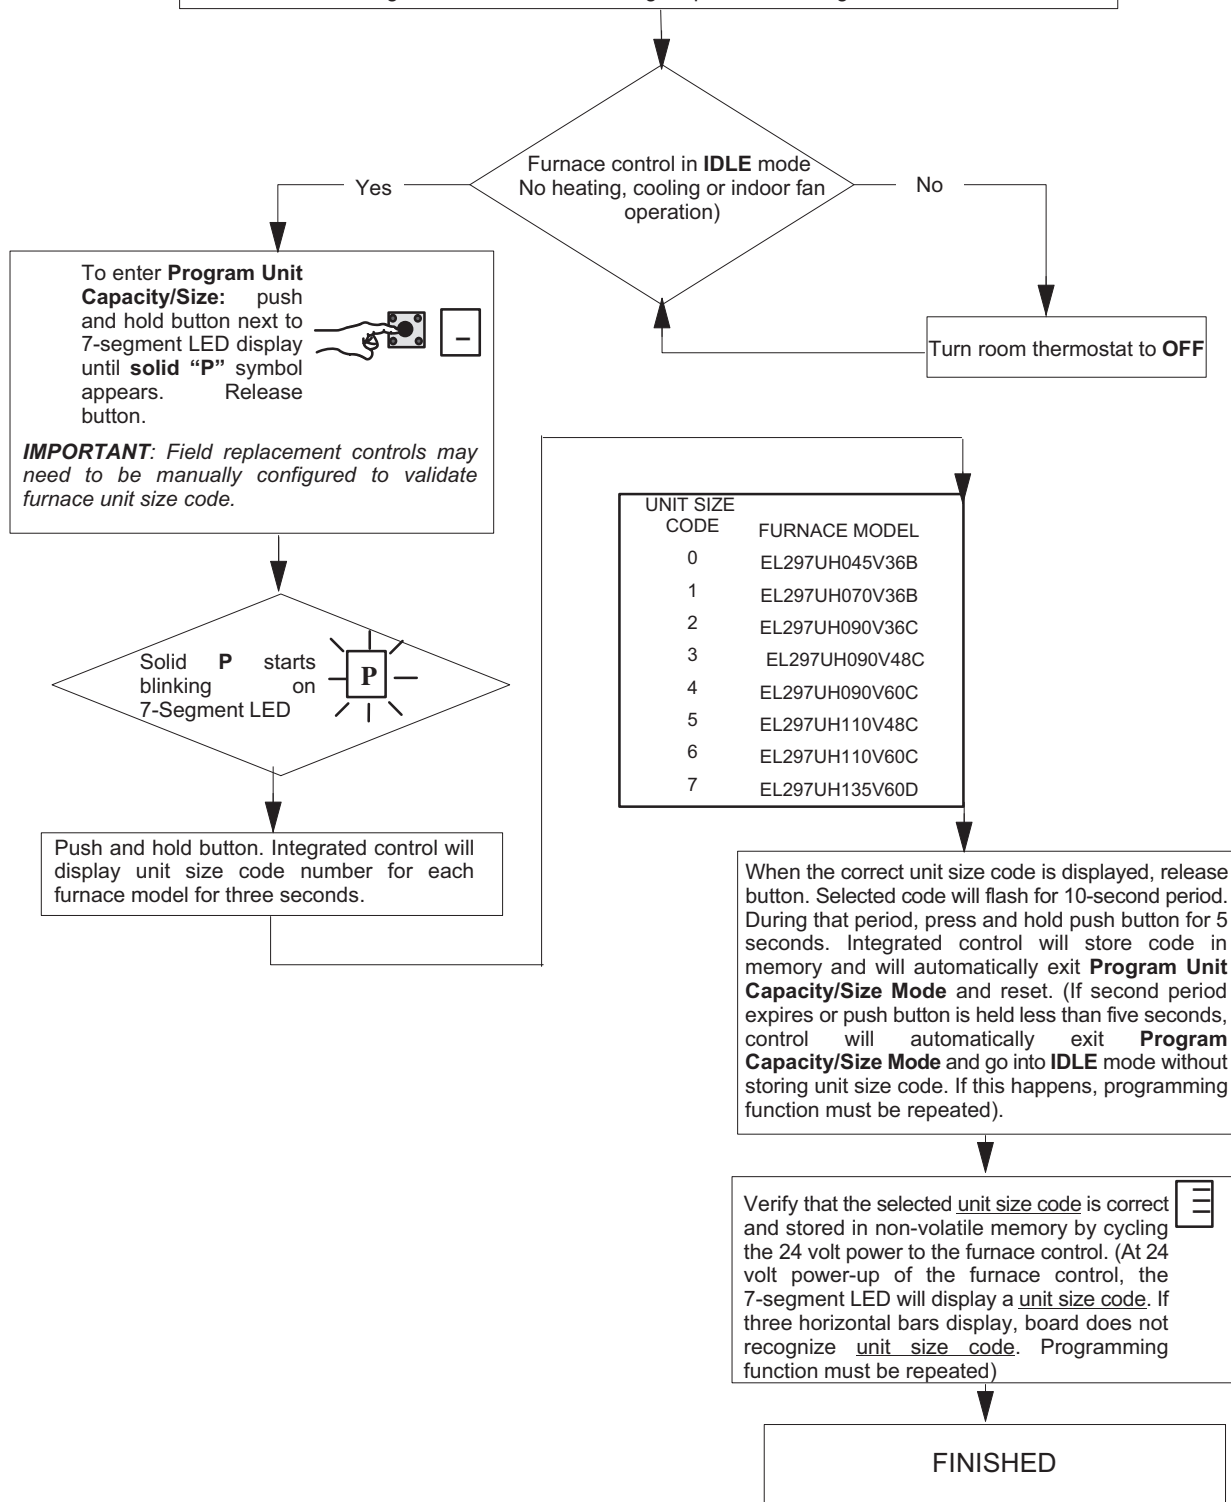 Furnace control in IDLE mode
No heating, cooling or indoor fan
operation)
Yes
No
To enter Program Unit
Capacity/Size: push
and hold button next to
7-segment LED display
until solid “P” symbol
appears. Release
button.
IMPORTANT: Field replacement controls may
need to be manually configured to validate
furnace unit size code.
Turn room thermostat to OFF
Solid P starts
blinking on
7-Segment LED
P
Push and hold button. Integrated control will
display unit size code number for each
furnace model for three seconds.
UNIT SIZE
CODE FURNACE MODEL
0 EL297UH045V36B
1 EL297UH070V36B
2 EL297UH090V36C
3 EL297UH090V48C
4 EL297UH090V60C
5 EL297UH110V48C
6 EL297UH110V60C
7 EL297UH135V60D
When the correct unit size code is displayed, release
button. Selected code will flash for 10-second period.
During that period, press and hold push button for 5
seconds. Integrated control will store code in
memory and will automatically exit Program Unit
Capacity/Size Mode and reset. (If second period
expires or push button is held less than five seconds,
control will automatically exit Program
Capacity/Size Mode and go into IDLE mode without
storing unit size code. If this happens, programming
function must be repeated).
Verify that the selected unit size code is correct
and stored in non-volatile memory by cycling
the 24 volt power to the furnace control. (At 24
volt power-up of the furnace control, the
7-segment LED will display a unit size code. If
three horizontal bars display, board does not
recognize unit size code. Programming
function must be repeated)
FINISHED